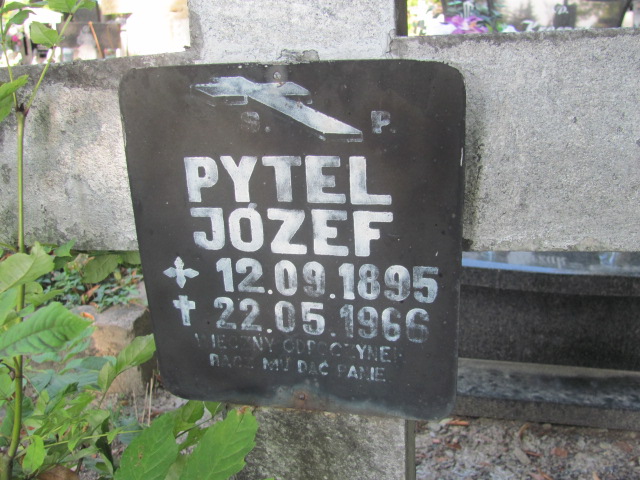 Ś. P.
PYTEL
JÓZEF
12.09.1895
22.05.1966
WIECZNY ODPOCZYNEK
RACZ MU DAĆ PANIE